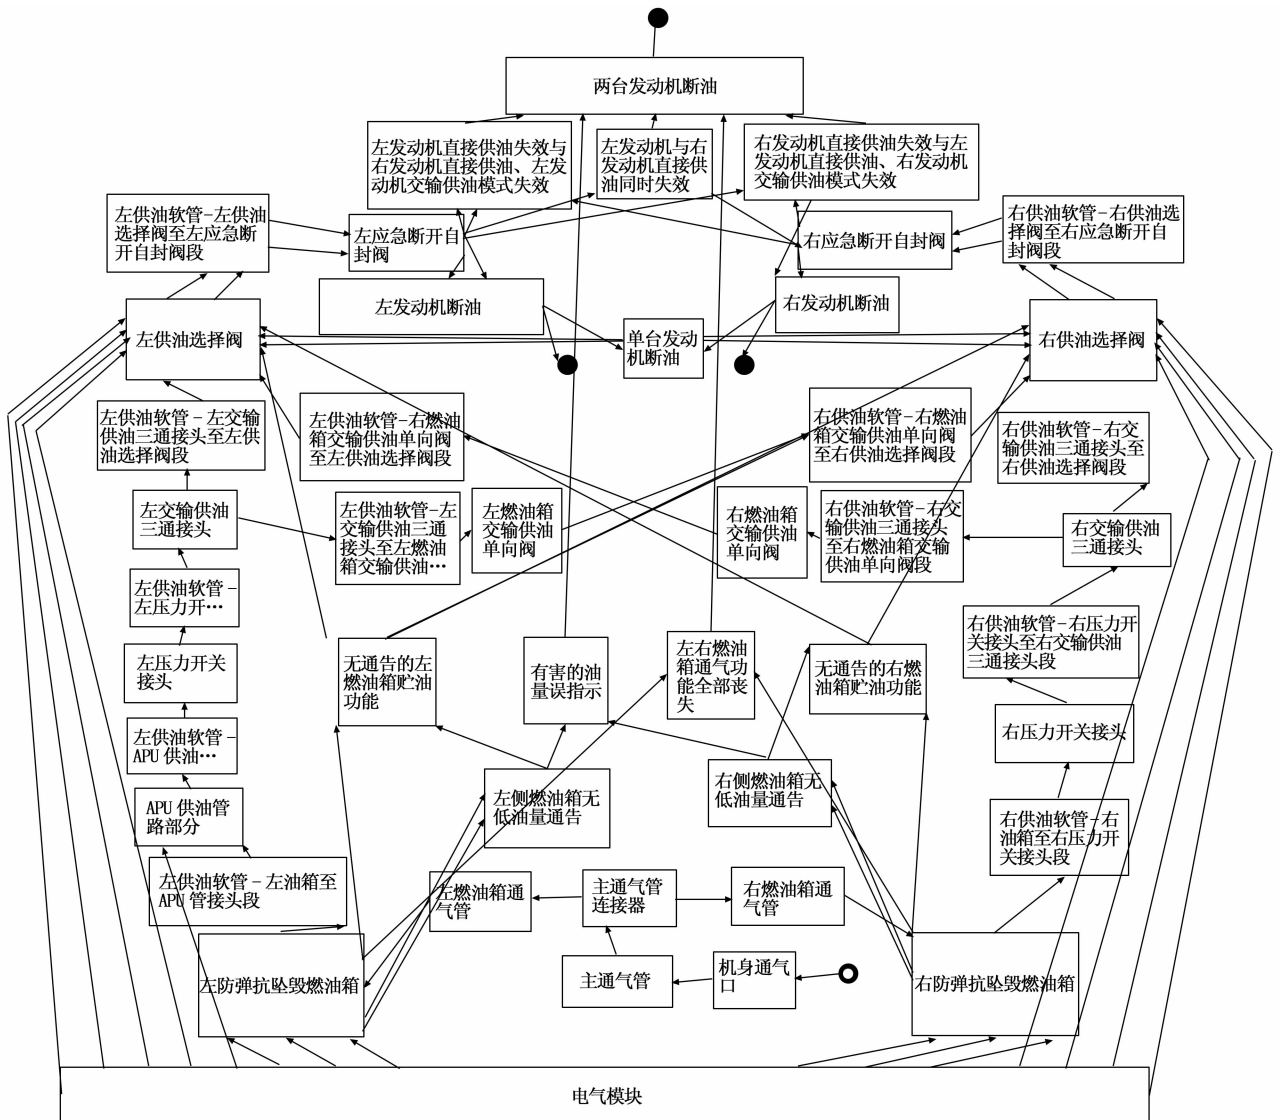 两台发动机断油
左发动机直接供油失效与
右发动机直接供油、左发
动机交输供油模式失效
左发动机与右
发动机直接供
油同时失效
右发动机直接供油失效与左
发动机直接供油、右发动机
交输供油模式失效
左供油软管–左供油
选择阀至左应急断
开自封阀段
左应急断开自
封阀
右应急断开自封阀
右供油软管–右供油选
择阀至右应急断开自
封阀段
左发动机断油
右发动机断油
左供油选择阀
单台发动
机断油
右供油选择阀
左供油软管–左交输
供油三通接头至左供
油选择阀段
左供油软管–右燃油
箱交输供油单向阀
至左供油选择阀段
右供油软管–右燃油
箱交输供油单向阀
至右供油选择阀段
右供油软管–右交
输供油三通接头至
右供油选择阀段
左交输供油
三通接头
左供油软管–左
交输供油三通
接头至左燃油
箱交输供油…
左燃油箱
交输供油
单向阀
右燃油箱
交输供油
单向阀
右供油软管–右交
输供油三通接头
至右燃油箱交输
供油单向阀段
右交输供油
三通接头
左供油软管–
左压力开…
左压力开关
接头
无通告的左
燃油箱贮油
功能
有害的油
量误指示
左右燃油
箱通气功
能全部丧
失
无通告的右燃
油箱贮油功能
右供油软管–右压力开
关接头至右交输供油
三通接头段
左供油软管–
APU 供油…
右压力开关接头
APU 供油管
路部分
左侧燃油箱无
低油量通告
右侧燃油箱无
低油量通告
右供油软管–右
油箱至右压力开
关接头段
左供油软管–左油箱至
APU 管接头段
左燃油箱通
气管
主通气管
连接器
右燃油箱通
气管
左防弹抗坠毁燃油箱
主通气管
机身通气
口
右防弹抗坠毁燃油箱
电气模块